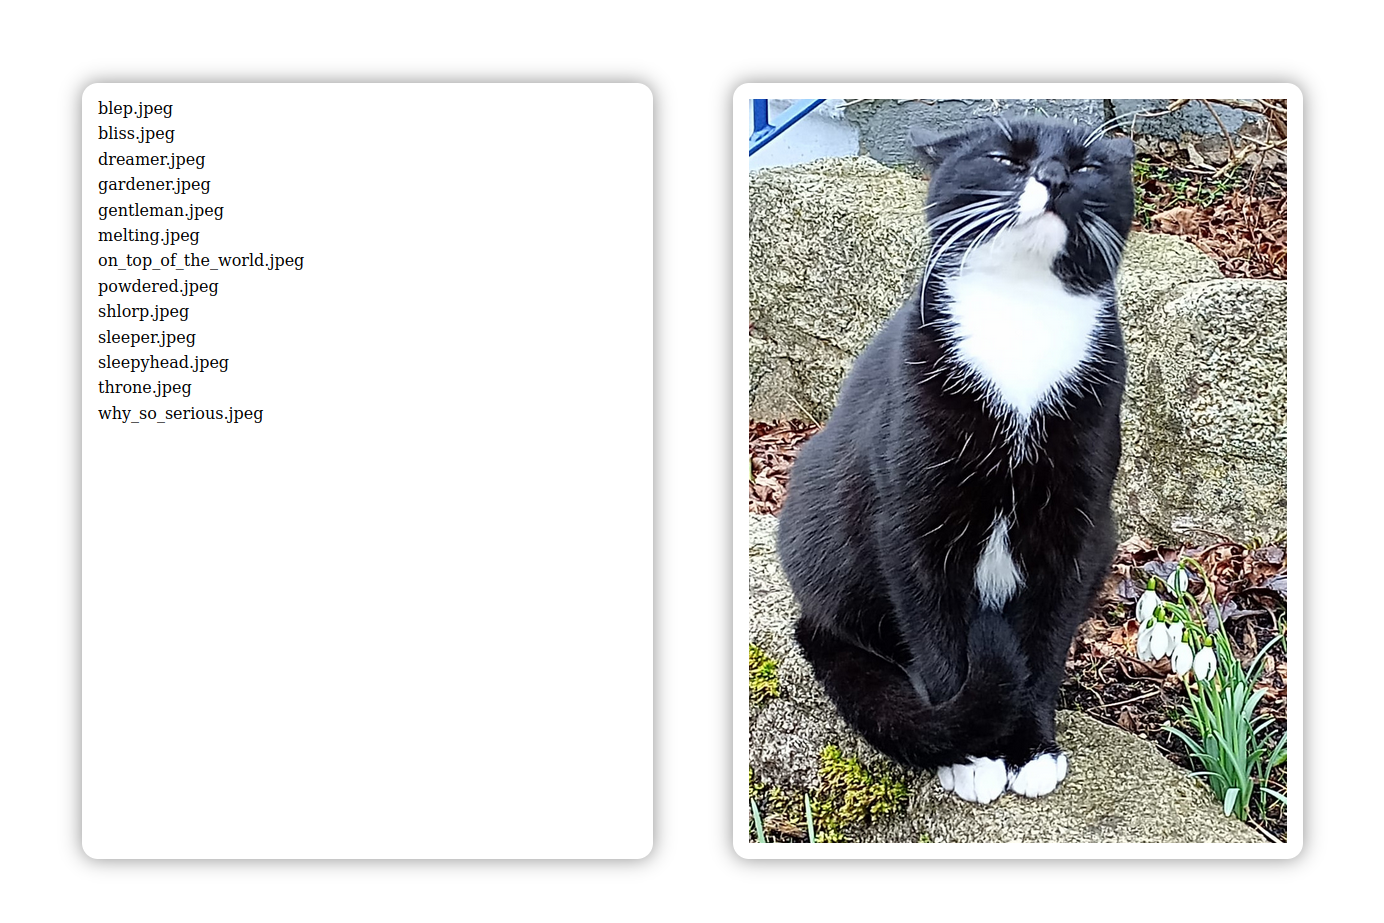 blep.jpeg
bliss.jpeg
dreamer.jpeg
gardener.jpeg
gentleman.jpeg
melting.jpeg
on_top_of_the_world.jpeg
powdered.jpeg
shlorp.jpeg
sleeper.jpeg
sleepyhead.jpeg
throne.jpeg
why_so_serious.jpeg